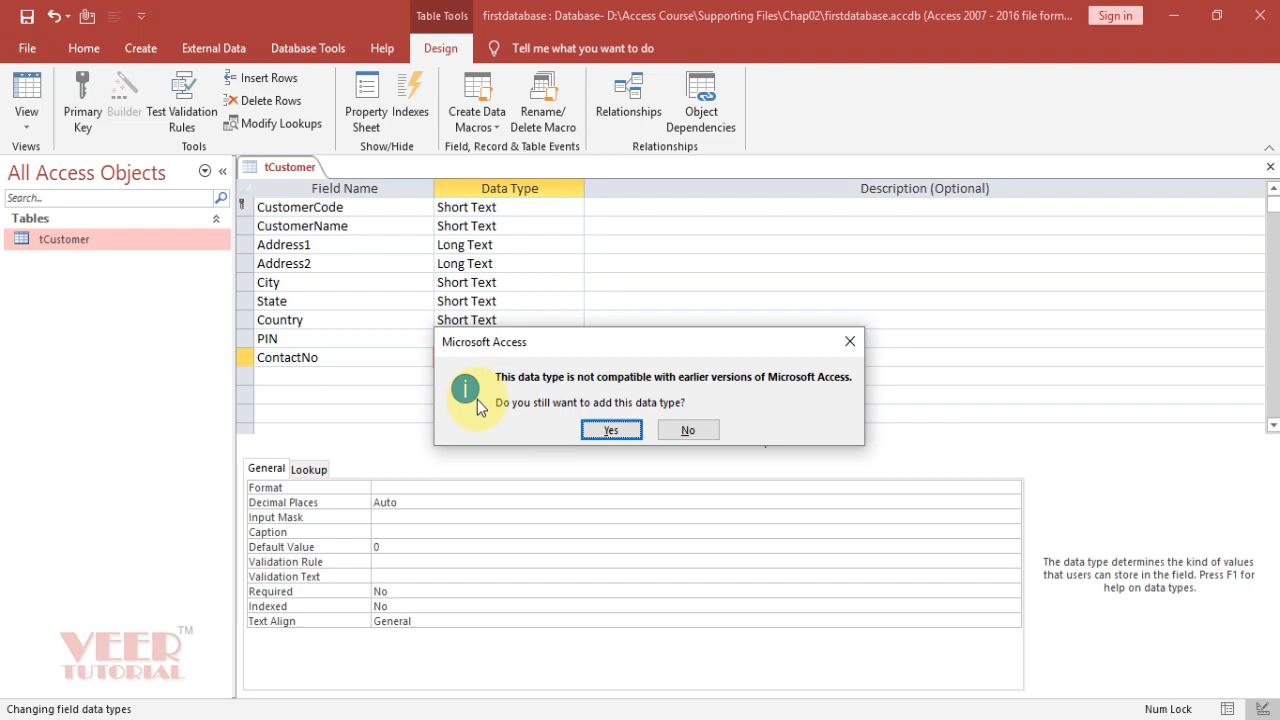 Table Tools
firstdatabase : Database- D:\Access Course\Supporting Files\Chap02\firstdatabase.accdb (Access 2007 - 2016 file form...
Sign in
File
Home
Create
External Data
Database Tools
Help
Design
Tell me what you want to do
View
Primary Key
Builder
Test Validation Rules
Insert Rows
Delete Rows
Modify Lookups
Property Sheet
Indexes
Create Data Macros
Rename/ Delete Macro
Relationships
Object Dependencies
Views
Tools
Show/Hide
Field, Record & Table Events
Relationships
All Access Objects
Search...
Tables
tCustomer
tCustomer
Field Name
Data Type
Description (Optional)
CustomerCode
Short Text
CustomerName
Short Text
Address1
Long Text
Address2
Long Text
City
Short Text
State
Short Text
Country
Short Text
PIN
ContactNo
Microsoft Access
This data type is not compatible with earlier versions of Microsoft Access.
Do you still want to add this data type?
Yes
No
General
Lookup
Format
Decimal Places
Auto
Input Mask
Caption
Default Value
0
Validation Rule
Validation Text
Required
No
Indexed
No
Text Align
General
The data type determines the kind of values
that users can store in the field. Press F1 for
help on data types.
VEER TM
TUTORIAL
Changing field data types
Num Lock